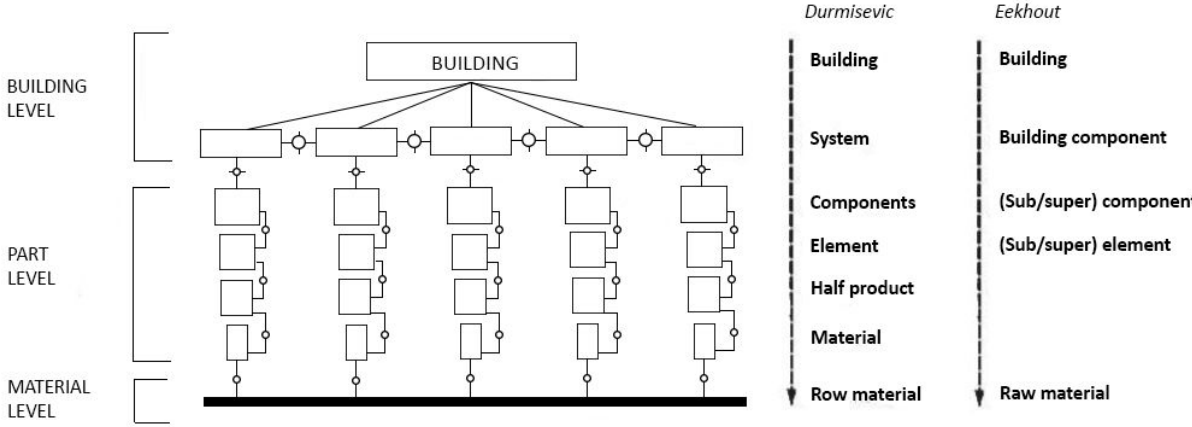 Durmisevic
Eekhout
BUILDING
LEVEL
BUILDING
Building
Building
System
Building component
PART
LEVEL
Components
(Sub/super) component
Element
(Sub/super) element
Half product
Material
MATERIAL
LEVEL
Row material
Raw material